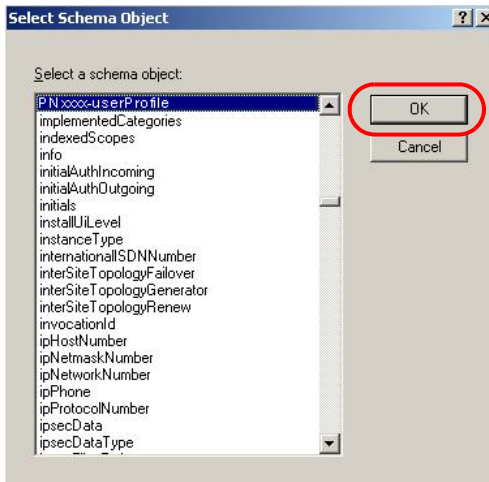 Select Schema Object
Select a schema object:
PNxxxx-userProfile
implementedCategories
indexedScopes
info
initialAuthIncoming
initialAuthOutgoing
initials
installUiLevel
instanceType
internationalISDNNumber
interSiteTopologyFailover
interSiteTopologyGenerator
interSiteTopologyRenew
invocationId
ipHostNumber
ipNetmaskNumber
ipNetworkNumber
ipPhone
ipProtocolNumber
ipsecData
ipsecDataType
OK
Cancel